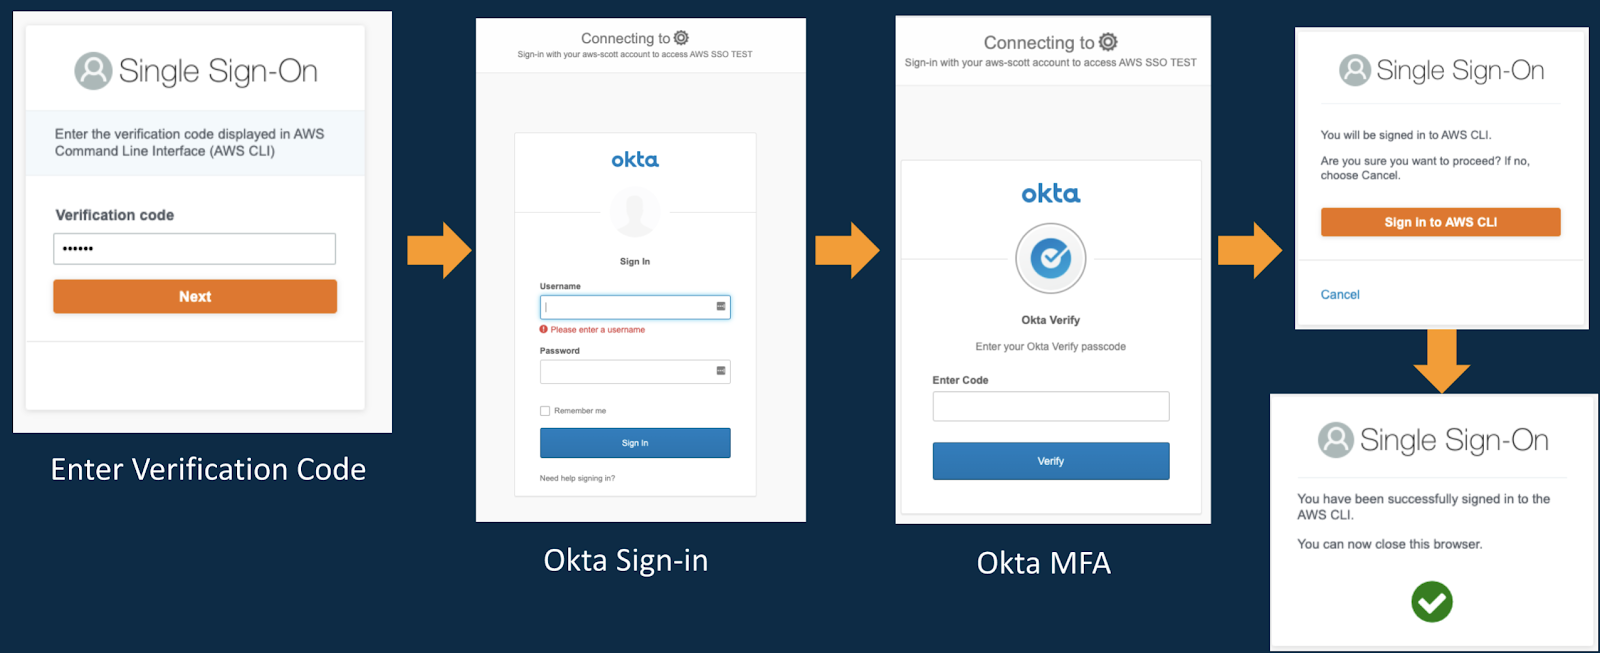 Single Sign-On
Enter the verification code displayed in AWS
Command Line Interface (AWS CLI)
Verification code
••••••
Next
Enter Verification Code
Connecting to
Sign-in with your aws-scott account to access AWS SSO TEST
okta
Sign In
Username
Please enter a username
Password
Remember me
Sign In
Need help signing in?
Okta Sign-in
Connecting to
Sign-in with your aws-scott account to access AWS SSO TEST
okta
Okta Verify
Enter your Okta Verify passcode
Enter Code
Verify
Okta MFA
Single Sign-On
You will be signed in to AWS CLI.
Are you sure you want to proceed? If no,
choose Cancel.
Sign in to AWS CLI
Cancel
Single Sign-On
You have been successfully signed in to the
AWS CLI.
You can now close this browser.